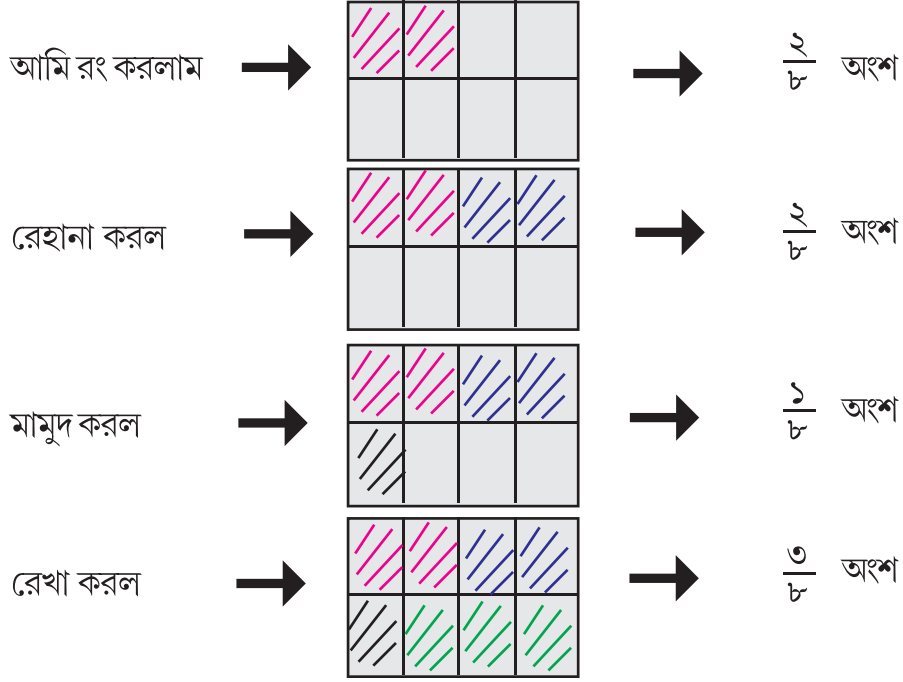 আমি রং করলাম ২/৮ অংশ
রেহানা করল ২/৮ অংশ
মামুদ করল ১/৮ অংশ
রেখা করল ৩/৮ অংশ